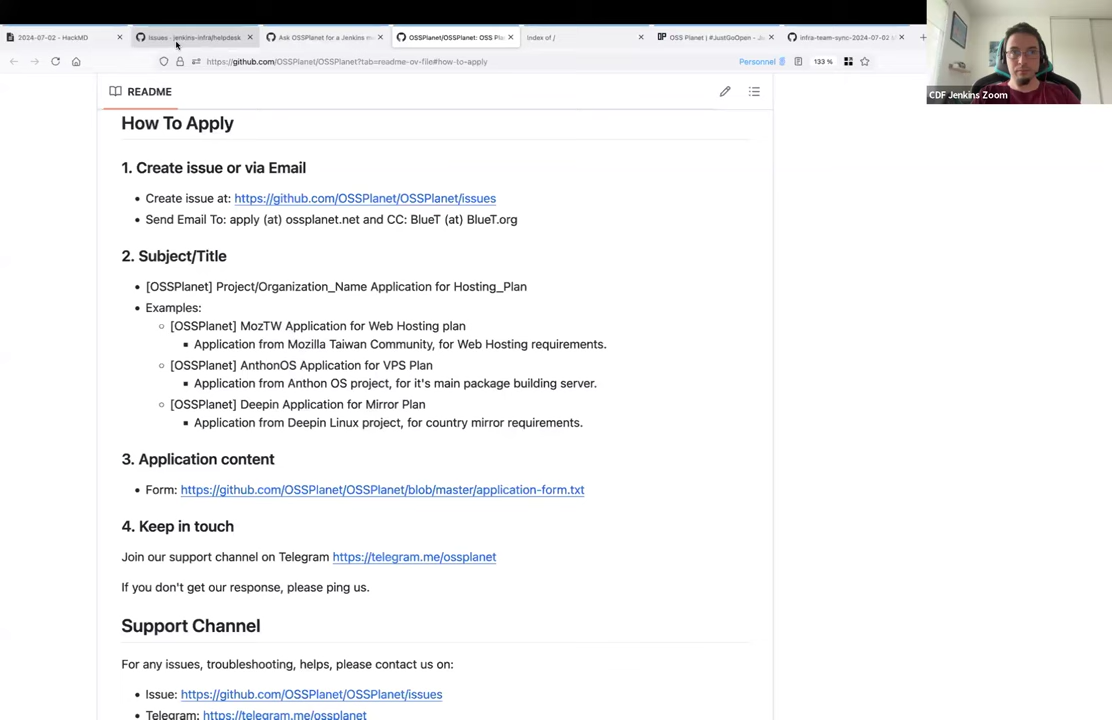 2024-07-02 - HackMD
Issues · jenkins-infra/helpdesk
Ask OSSPlanet for a Jenkins m
OSSPlanet/OSSPlanet: OSS Pl
Index of /
OSS Planet | #JustGoOpen - J
infra-team-sync-2024-07-02
https://github.com/OSSPlanet/OSSPlanet?tab=readme-ov-file#how-to-apply
Personnel
133 %
CDF Jenkins Zoom
README
How To Apply
1. Create issue or via Email
• Create issue at: https://github.com/OSSPlanet/OSSPlanet/issues
• Send Email To: apply (at) ossplanet.net and CC: BlueT (at) BlueT.org
2. Subject/Title
• [OSSPlanet] Project/Organization_Name Application for Hosting_Plan
• Examples:
◦ [OSSPlanet] MozTW Application for Web Hosting plan
▪ Application from Mozilla Taiwan Community, for Web Hosting requirements.
◦ [OSSPlanet] AnthonOS Application for VPS Plan
▪ Application from Anthon OS project, for it's main package building server.
◦ [OSSPlanet] Deepin Application for Mirror Plan
▪ Application from Deepin Linux project, for country mirror requirements.
3. Application content
• Form: https://github.com/OSSPlanet/OSSPlanet/blob/master/application-form.txt
4. Keep in touch
Join our support channel on Telegram https://telegram.me/ossplanet
If you don't get our response, please ping us.
Support Channel
For any issues, troubleshooting, helps, please contact us on:
• Issue: https://github.com/OSSPlanet/OSSPlanet/issues
• Telegram: https://telegram.me/ossplanet